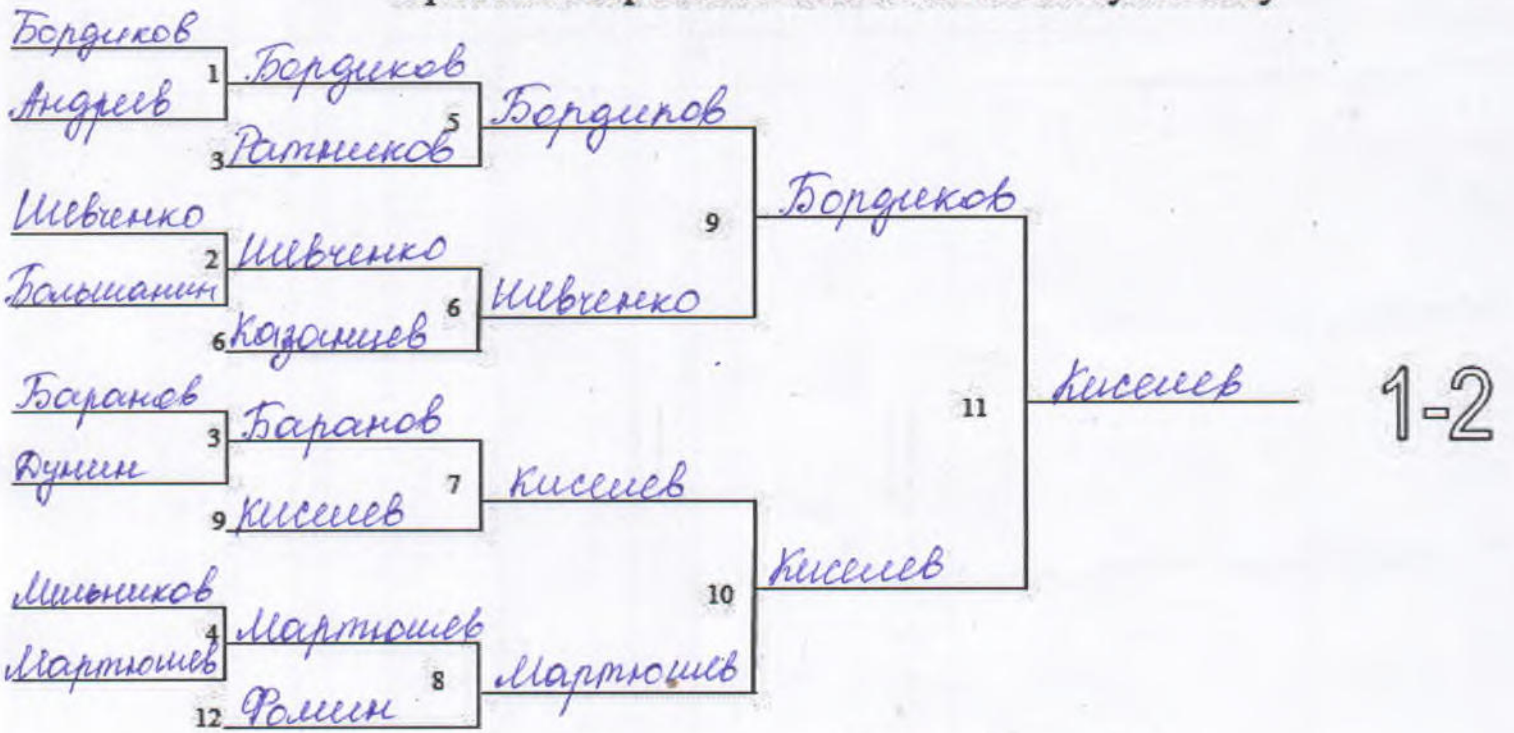 Бордиков
1 Бордиков
Андреев
5 Бордиков
3 Ратников
Шевченко
9 Бордиков
2 Шевченко
Большанин
6 Шевченко
6 Казанцев
Баранов
11 Киселев 1-2
3 Баранов
Дунин
7 Киселев
9 Киселев
Мельников
10 Киселев
4 Мартюшев
Мартюшев
8 Мартюшев
12 Фомин